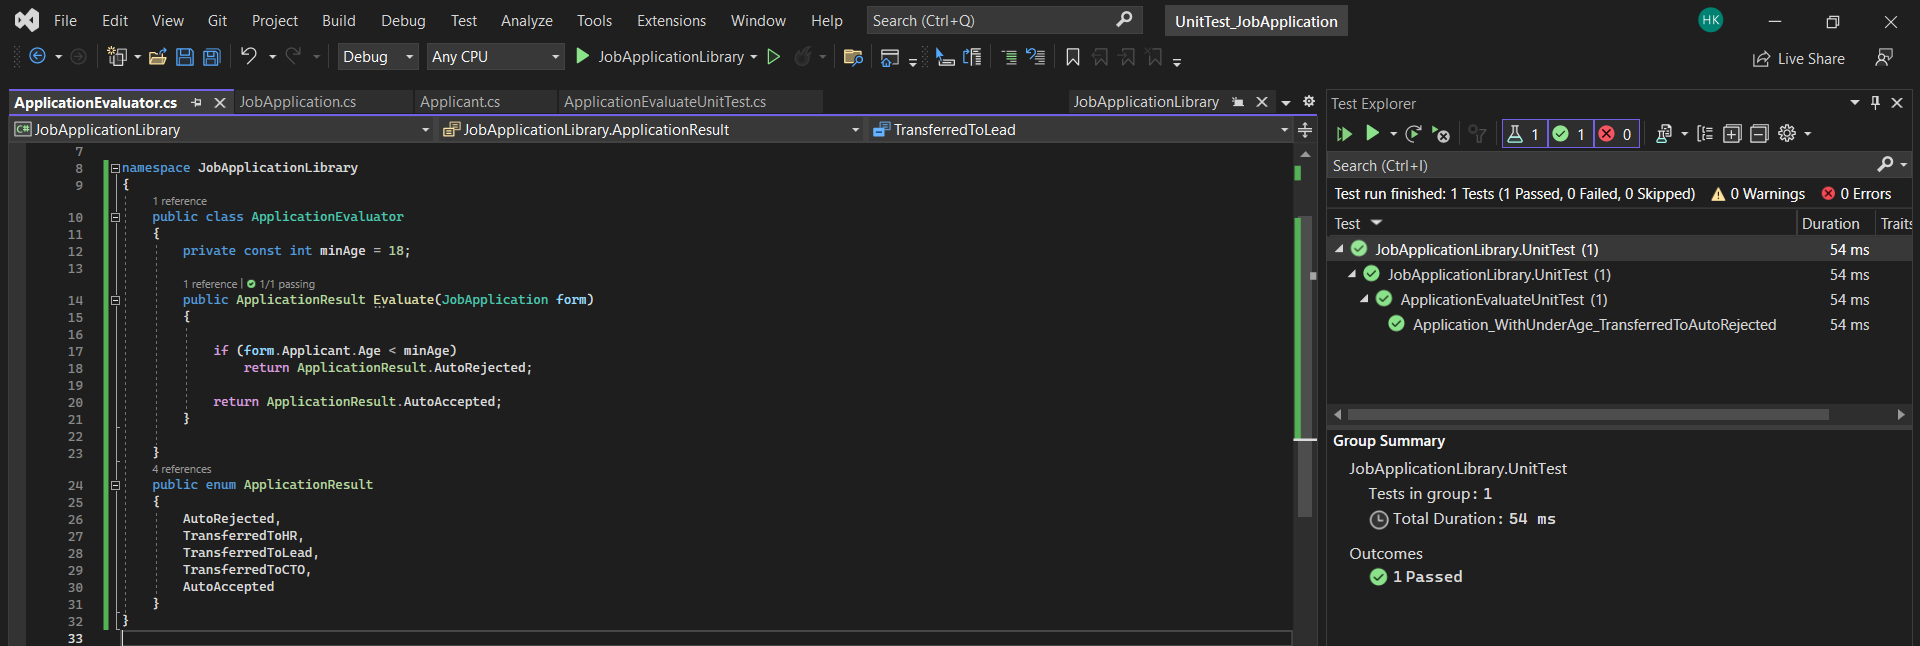 File Edit View Git Project Build Debug Test Analyze Tools Extensions Window Help Search (Ctrl+Q) UnitTest_JobApplication HK
Debug Any CPU JobApplicationLibrary Live Share
ApplicationEvaluator.cs JobApplication.cs Applicant.cs ApplicationEvaluateUnitTest.cs JobApplicationLibrary
C# JobApplicationLibrary JobApplicationLibrary.ApplicationResult TransferredToLead
7
8 namespace JobApplicationLibrary
9 {
1 reference
10 public class ApplicationEvaluator
11 {
12 private const int minAge = 18;
13
1 reference | 1/1 passing
14 public ApplicationResult Evaluate(JobApplication form)
15 {
16
17 if (form.Applicant.Age < minAge)
18 return ApplicationResult.AutoRejected;
19
20 return ApplicationResult.AutoAccepted;
21 }
22
23 }
4 references
24 public enum ApplicationResult
25 {
26 AutoRejected,
27 TransferredToHR,
28 TransferredToLead,
29 TransferredToCTO,
30 AutoAccepted
31 }
32 }
33
Test Explorer
1 1 0
Search (Ctrl+I)
Test run finished: 1 Tests (1 Passed, 0 Failed, 0 Skipped) 0 Warnings 0 Errors
Test Duration Traits
JobApplicationLibrary.UnitTest (1) 54 ms
JobApplicationLibrary.UnitTest (1) 54 ms
ApplicationEvaluateUnitTest (1) 54 ms
Application_WithUnderAge_TransferredToAutoRejected 54 ms
Group Summary
JobApplicationLibrary.UnitTest
Tests in group: 1
Total Duration: 54 ms
Outcomes
1 Passed